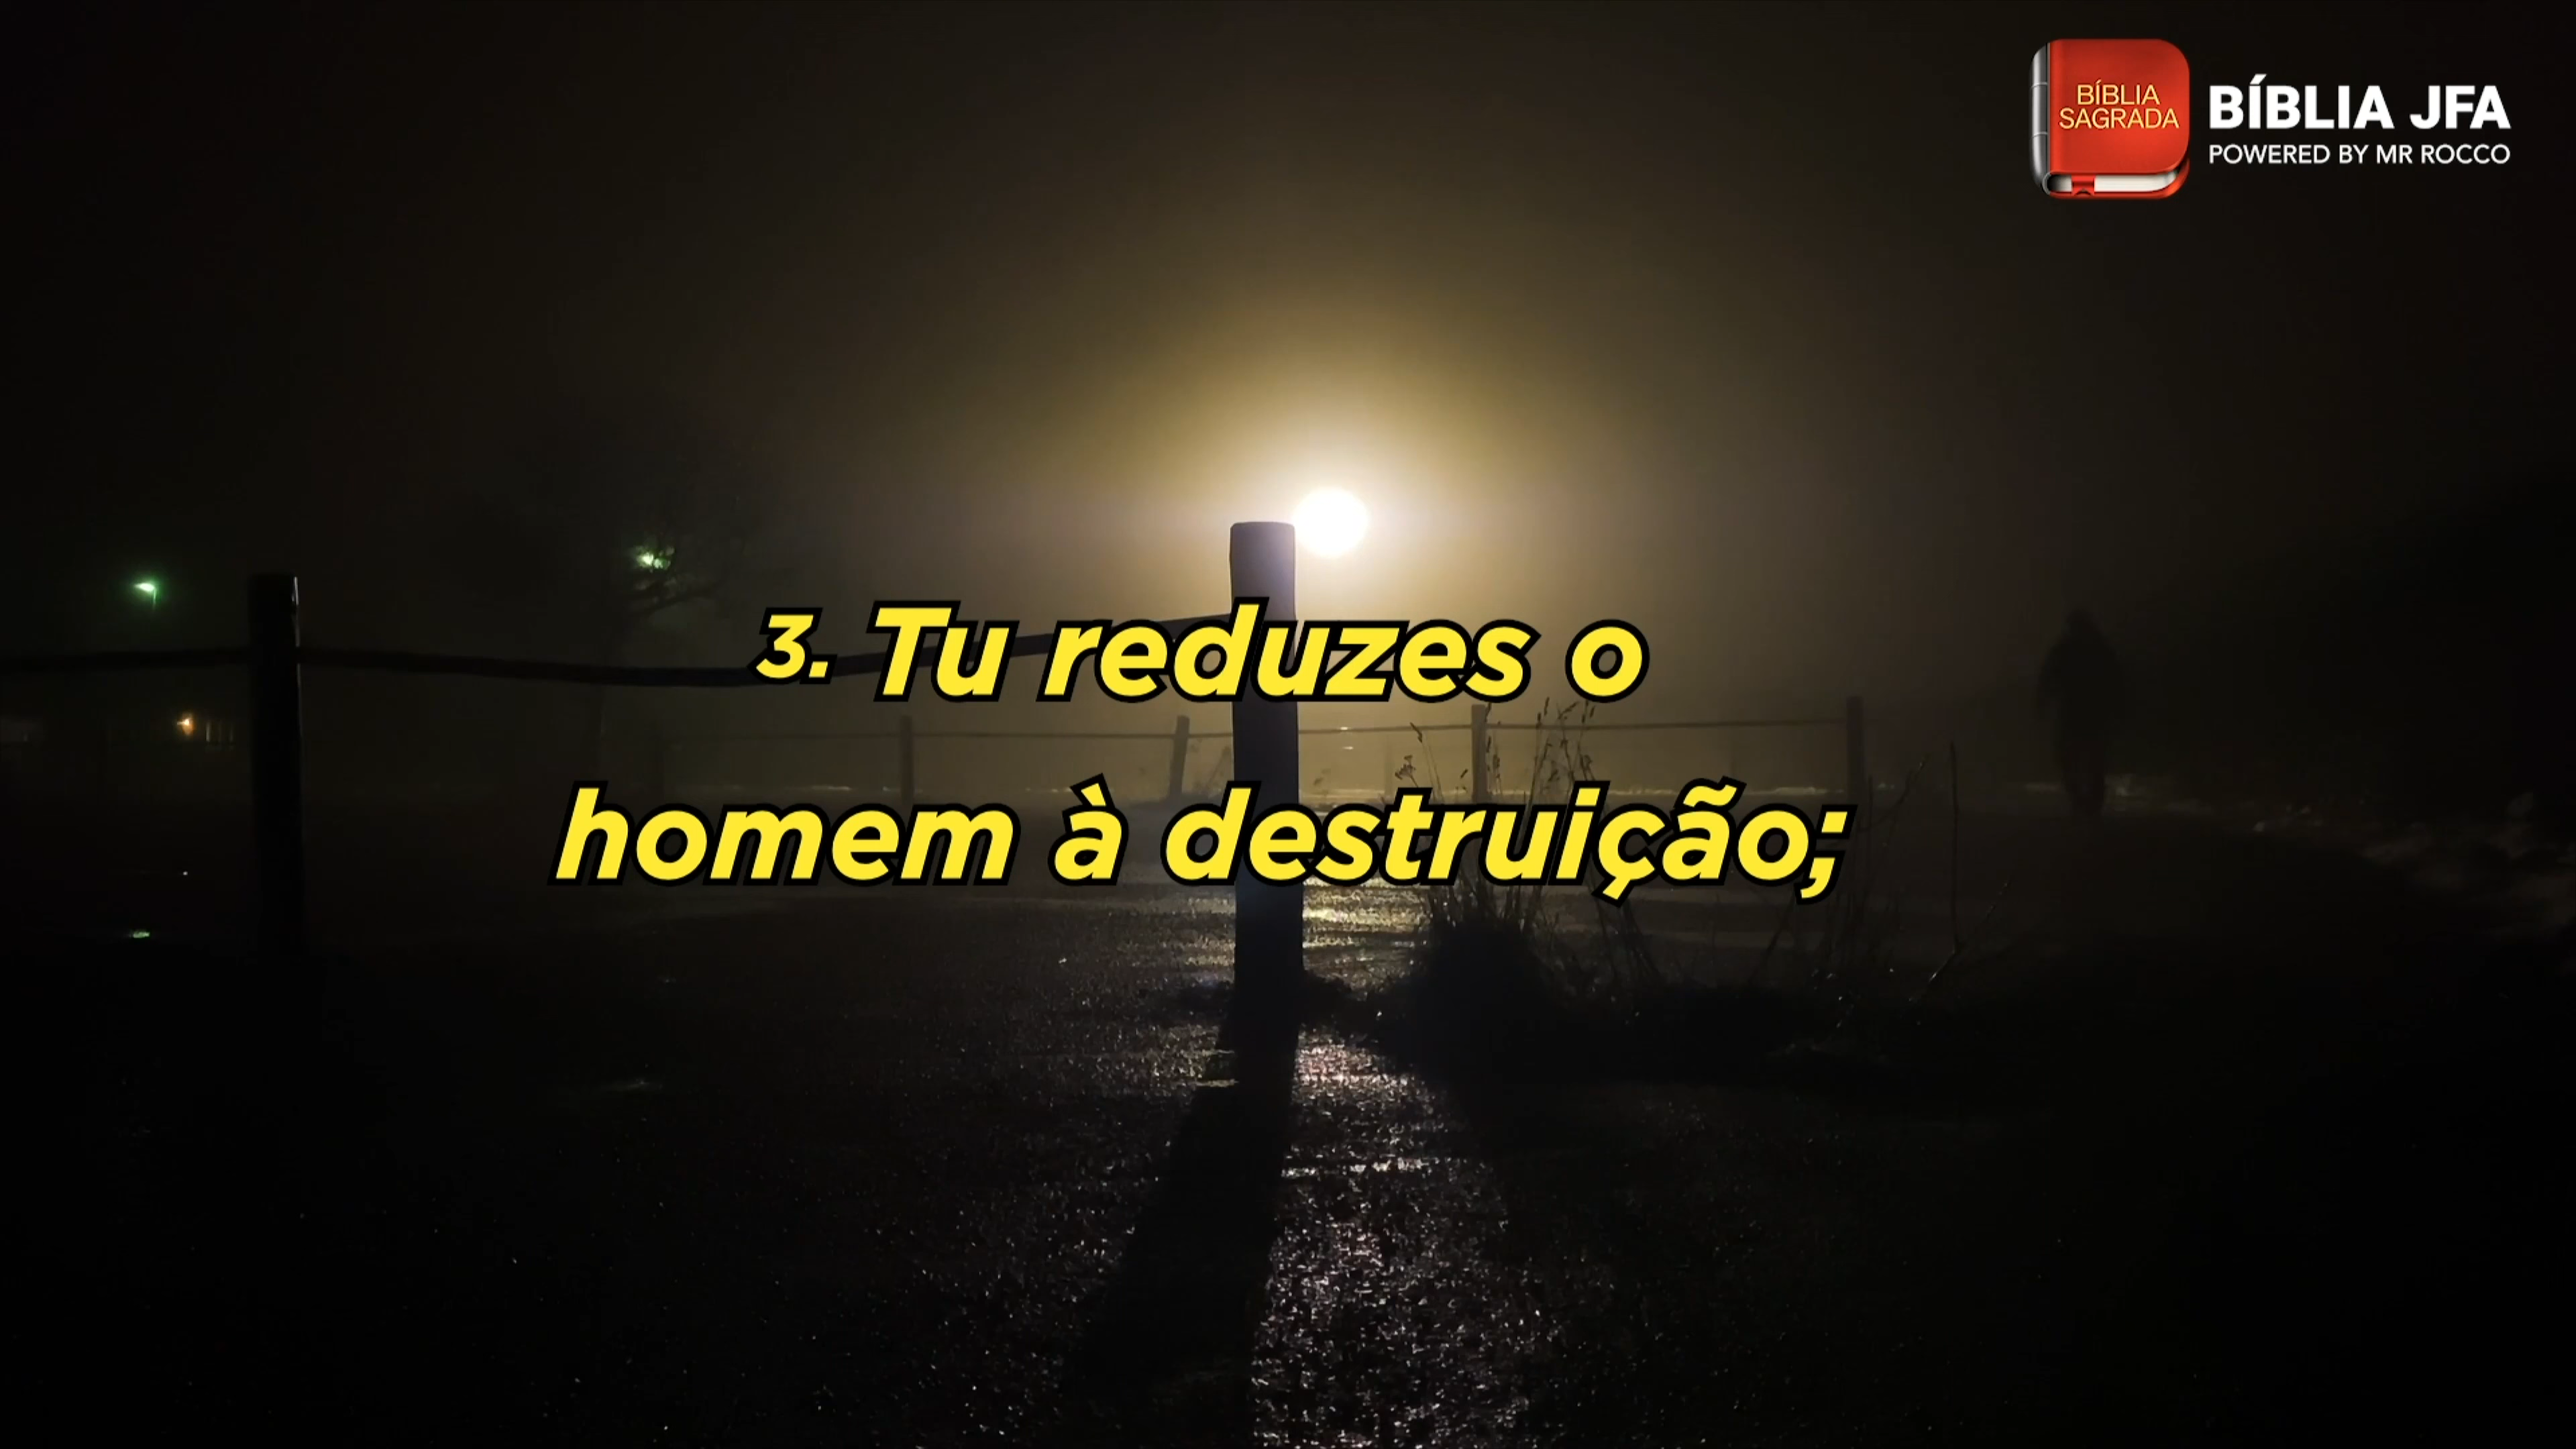 BÍBLIA
SAGRADA
BÍBLIA JFA
POWERED BY MR ROCCO
3. Tu reduzes o
homem à destruição;